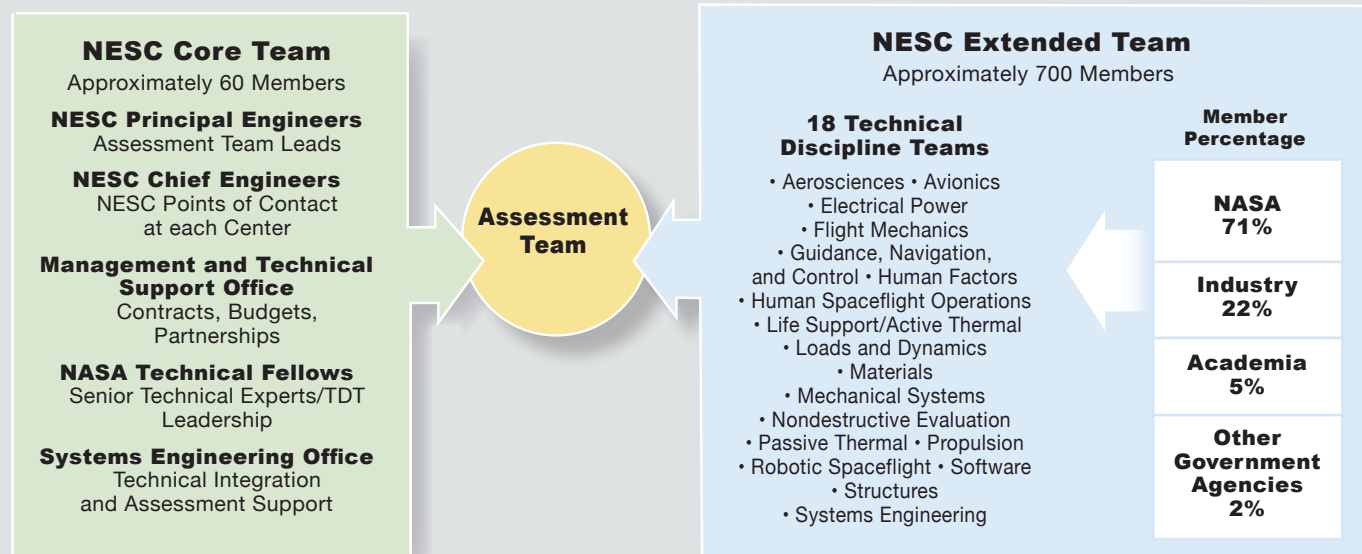 NESC Core Team
Approximately 60 Members
NESC Principal Engineers
Assessment Team Leads
NESC Chief Engineers
NESC Points of Contact
at each Center
Management and Technical
Support Office
Contracts, Budgets,
Partnerships
NASA Technical Fellows
Senior Technical Experts/TDT
Leadership
Systems Engineering Office
Technical Integration
and Assessment Support
Assessment
Team
NESC Extended Team
Approximately 700 Members
18 Technical
Discipline Teams
• Aerosciences • Avionics
• Electrical Power
• Flight Mechanics
• Guidance, Navigation,
and Control • Human Factors
• Human Spaceflight Operations
• Life Support/Active Thermal
• Loads and Dynamics
• Materials
• Mechanical Systems
• Nondestructive Evaluation
• Passive Thermal • Propulsion
• Robotic Spaceflight • Software
• Structures
• Systems Engineering
Member
Percentage
NASA
71%
Industry
22%
Academia
5%
Other
Government
Agencies
2%